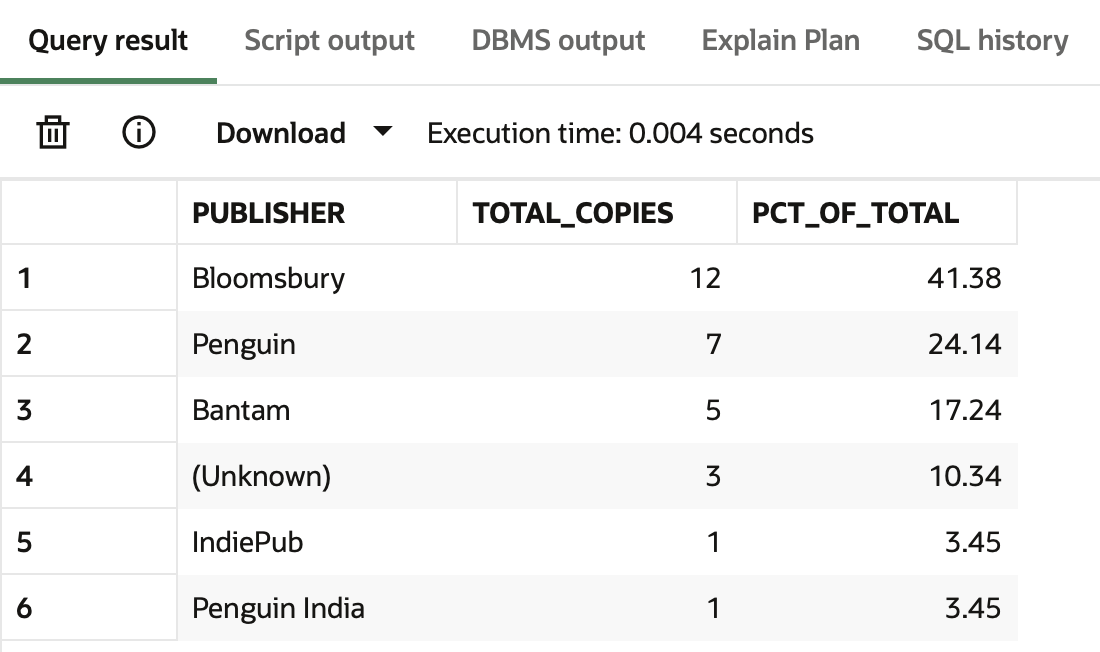 Query result Script output DBMS output Explain Plan SQL history
Download Execution time: 0.004 seconds
PUBLISHER TOTAL_COPIES PCT_OF_TOTAL
1 Bloomsbury 12 41.38
2 Penguin 7 24.14
3 Bantam 5 17.24
4 (Unknown) 3 10.34
5 IndiePub 1 3.45
6 Penguin India 1 3.45